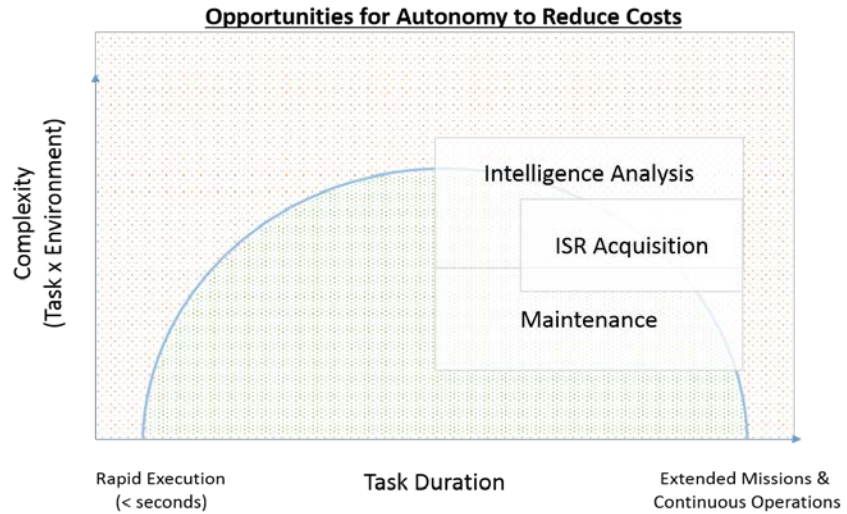 Opportunities for Autonomy to Reduce Costs
Complexity
(Task x Environment)
Intelligence Analysis
ISR Acquisition
Maintenance
Rapid Execution
(< seconds)
Task Duration
Extended Missions &
Continuous Operations